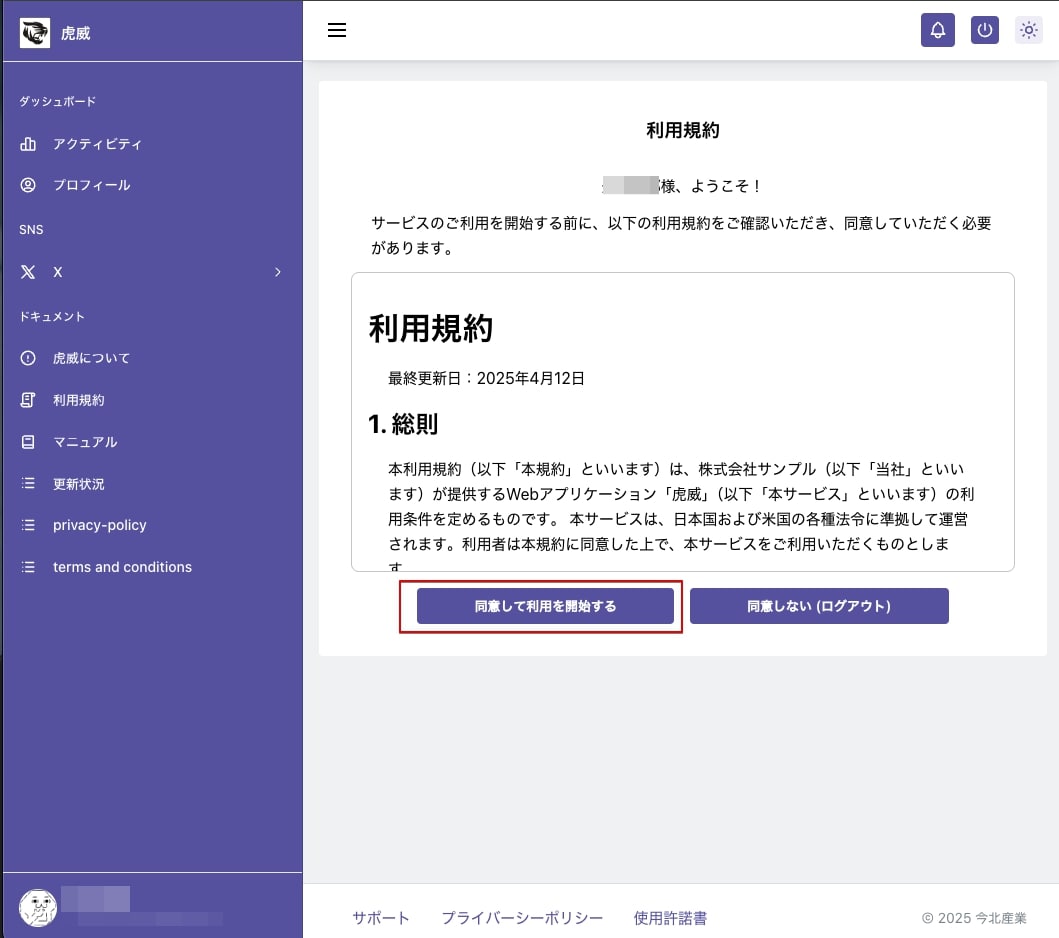 虎威
ダッシュボード
アクティビティ
プロフィール
SNS
X
ドキュメント
虎威について
利用規約
マニュアル
更新状況
privacy-policy
terms and conditions
利用規約
様、ようこそ！
サービスのご利用を開始する前に、以下の利用規約をご確認いただき、同意していただく必要
があります。
利用規約
最終更新日：2025年4月12日
1. 総則
本利用規約（以下「本規約」といいます）は、株式会社サンプル（以下「当社」といい
ます）が提供するWebアプリケーション「虎威」（以下「本サービス」といいます）の利
用条件を定めるものです。 本サービスは、日本国および米国の各種法令に準拠して運営
されます。利用者は本規約に同意した上で、本サービスをご利用いただくものとしま
す
同意して利用を開始する
同意しない (ログアウト)
サポート
プライバーシーポリシー
使用許諾書
© 2025 今北産業